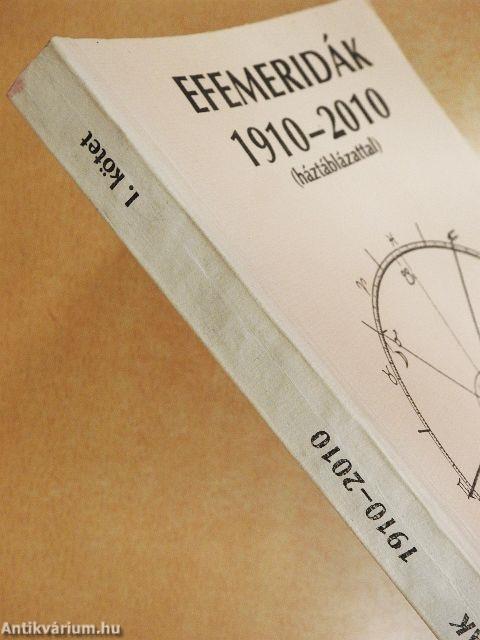 EFEMERIDÁK
1910-2010
(háztáblázattal)
I. kötet
1910-2010
Antikvárium.hu